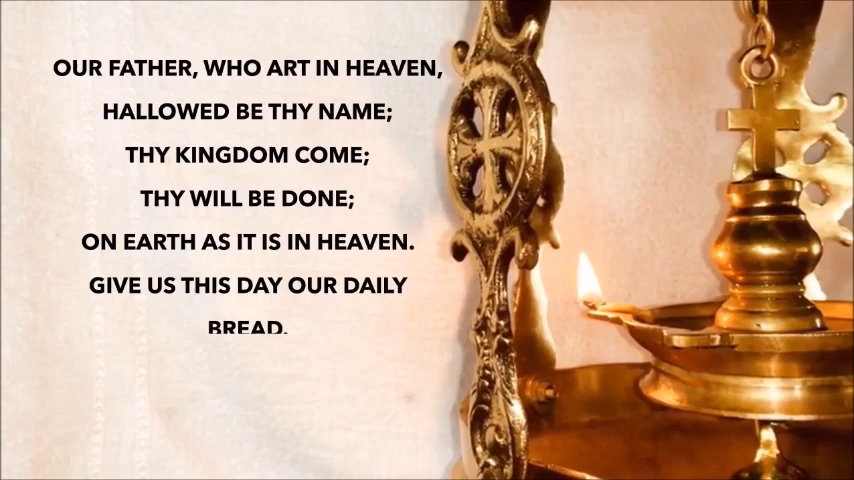 OUR FATHER, WHO ART IN HEAVEN,
HALLOWED BE THY NAME;
THY KINGDOM COME;
THY WILL BE DONE;
ON EARTH AS IT IS IN HEAVEN.
GIVE US THIS DAY OUR DAILY
BREAD.